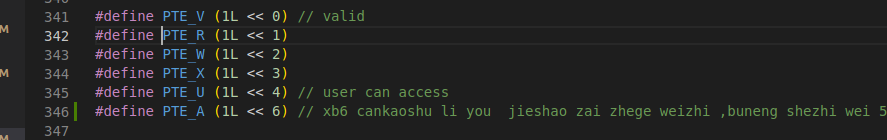 341 #define PTE_V (1L << 0) // valid
342 #define PTE_R (1L << 1)
343 #define PTE_W (1L << 2)
344 #define PTE_X (1L << 3)
345 #define PTE_U (1L << 4) // user can access
346 #define PTE_A (1L << 6) // xb6 cankaoshu li you  jieshao zai zhege weizhi ,buneng shezhi wei 5
347